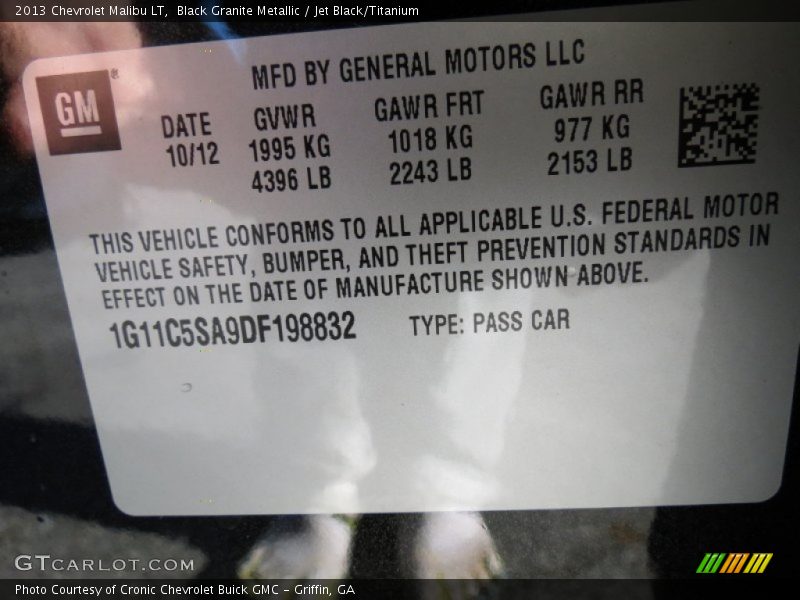 2013 Chevrolet Malibu LT,  Black Granite Metallic / Jet Black/Titanium
GM®
MFD BY GENERAL MOTORS LLC
DATE GVWR GAWR FRT GAWR RR
10/12 1995 KG 1018 KG 977 KG
4396 LB 2243 LB 2153 LB
THIS VEHICLE CONFORMS TO ALL APPLICABLE U.S. FEDERAL MOTOR
VEHICLE SAFETY, BUMPER, AND THEFT PREVENTION STANDARDS IN
EFFECT ON THE DATE OF MANUFACTURE SHOWN ABOVE.
1G11C5SA9DF198832 TYPE: PASS CAR
GTCARLOT.COM
Photo Courtesy of Cronic Chevrolet Buick GMC – Griffin, GA